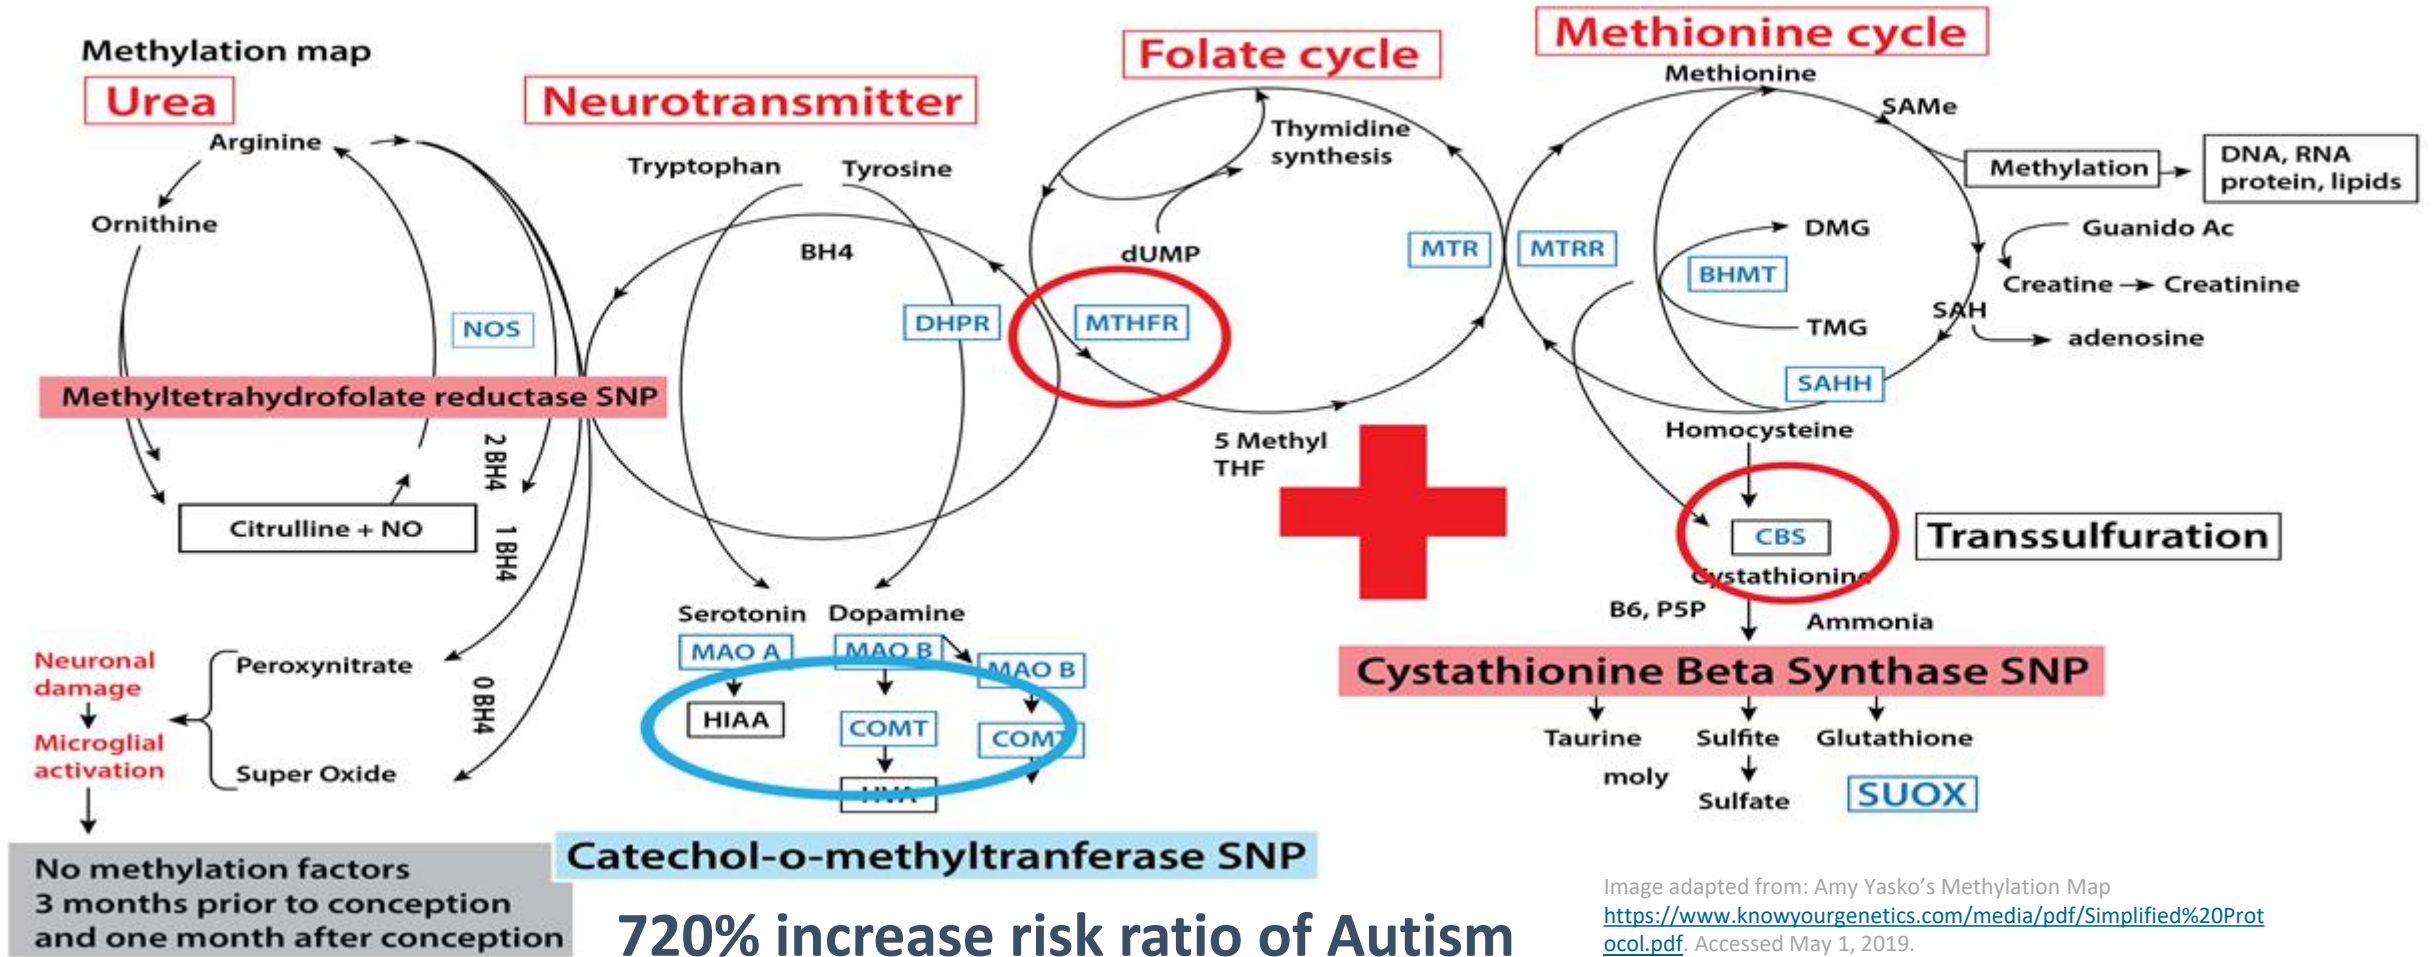 Methylation map
Urea
Arginine
Ornithine
NOS
Methyltetrahydrofolate reductase SNP
Citrulline + NO
2 BH4
1 BH4
0 BH4
Peroxynitrate
Super Oxide
Neuronal
damage
Microglial
activation
No methylation factors
3 months prior to conception
and one month after conception
Neurotransmitter
Tryptophan
Tyrosine
BH4
DHPR
Serotonin
Dopamine
MAO A
MAO B
MAO B
HIAA
COMT
COMT
HVA
Catechol-o-methyltranferase SNP
720% increase risk ratio of Autism
Folate cycle
Thymidine
synthesis
dUMP
MTHFR
5 Methyl
THF
MTR
Methionine cycle
Methionine
SAMe
Methylation
DNA, RNA
protein, lipids
MTRR
DMG
BHMT
TMG
Guanido Ac
Creatine
Creatinine
SAH
adenosine
SAHH
Homocysteine
CBS
Transsulfuration
Cystathionine
B6, P5P
Ammonia
Cystathionine Beta Synthase SNP
Taurine
Sulfite
Glutathione
moly
Sulfate
SUOX
Image adapted from: Amy Yasko’s Methylation Map
https://www.knowyourgenetics.com/media/pdf/Simplified%20Prot
ocol.pdf. Accessed May 1, 2019.